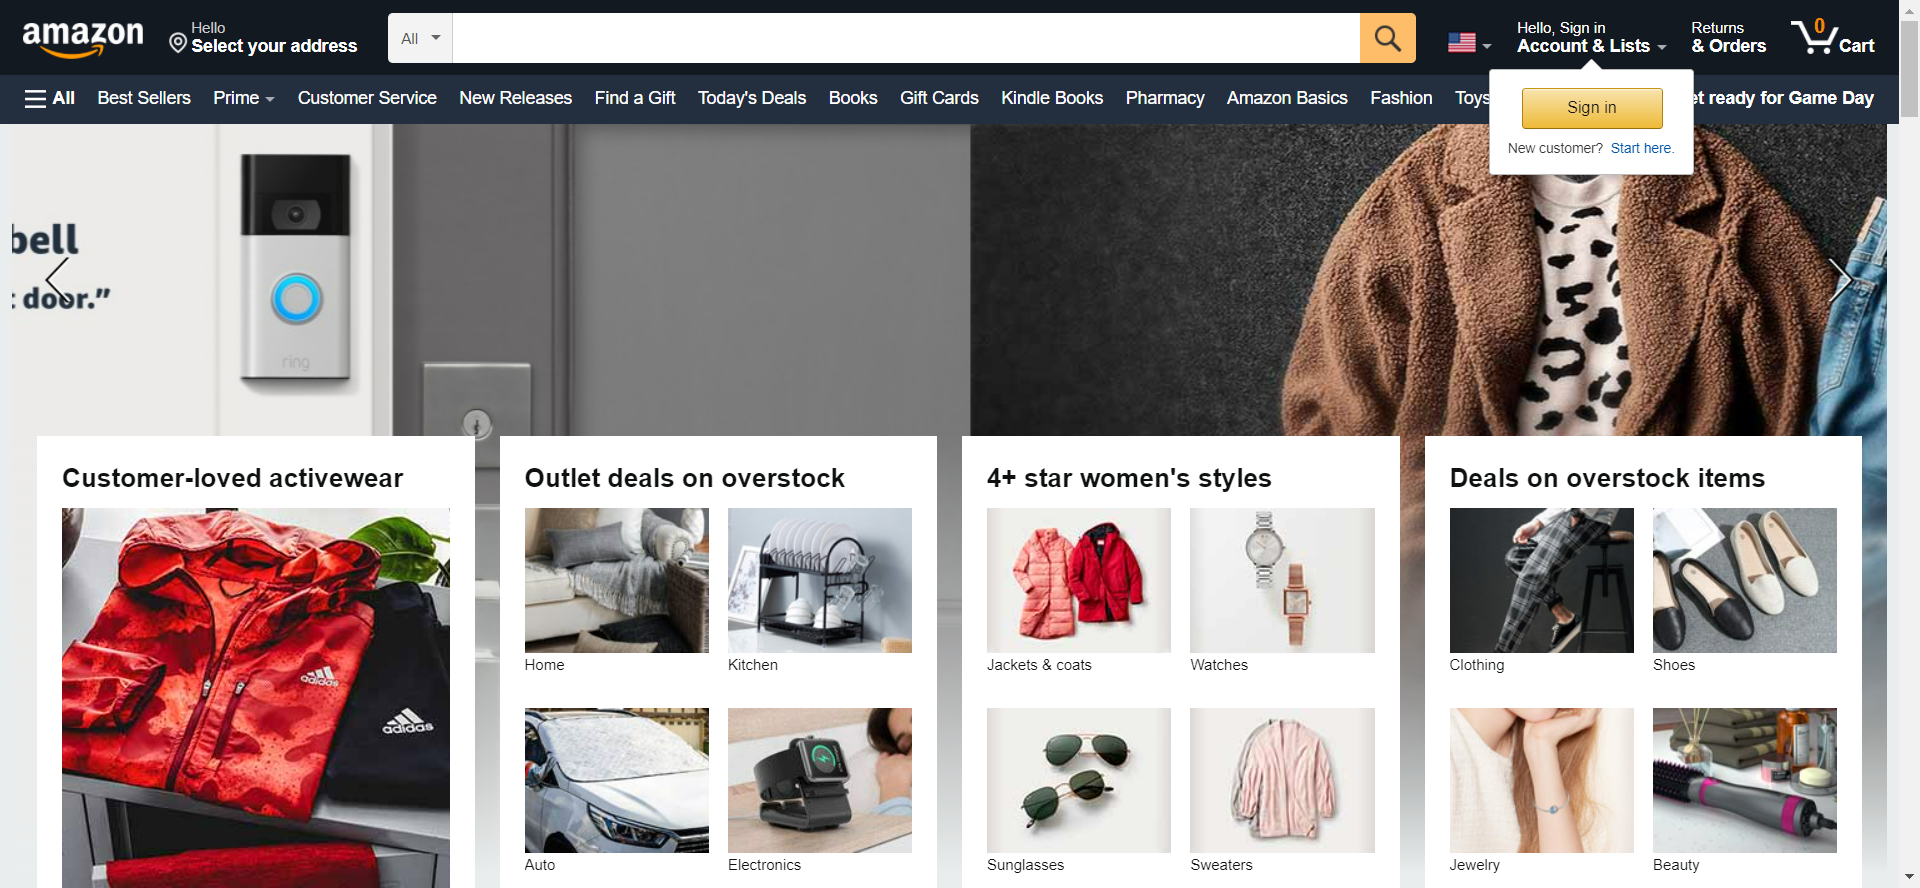 amazon
Hello
Select your address
All
Hello, Sign in
Account & Lists
Returns
& Orders
0
Cart
All
Best Sellers
Prime
Customer Service
New Releases
Find a Gift
Today's Deals
Books
Gift Cards
Kindle Books
Pharmacy
Amazon Basics
Fashion
Toys
et ready for Game Day
Sign in
New customer? Start here.
bell
door.”
ring
Customer-loved activewear
adidas
adidas
Outlet deals on overstock
Home
Kitchen
Auto
Electronics
4+ star women's styles
Jackets & coats
Watches
Sunglasses
Sweaters
Deals on overstock items
Clothing
Shoes
Jewelry
Beauty